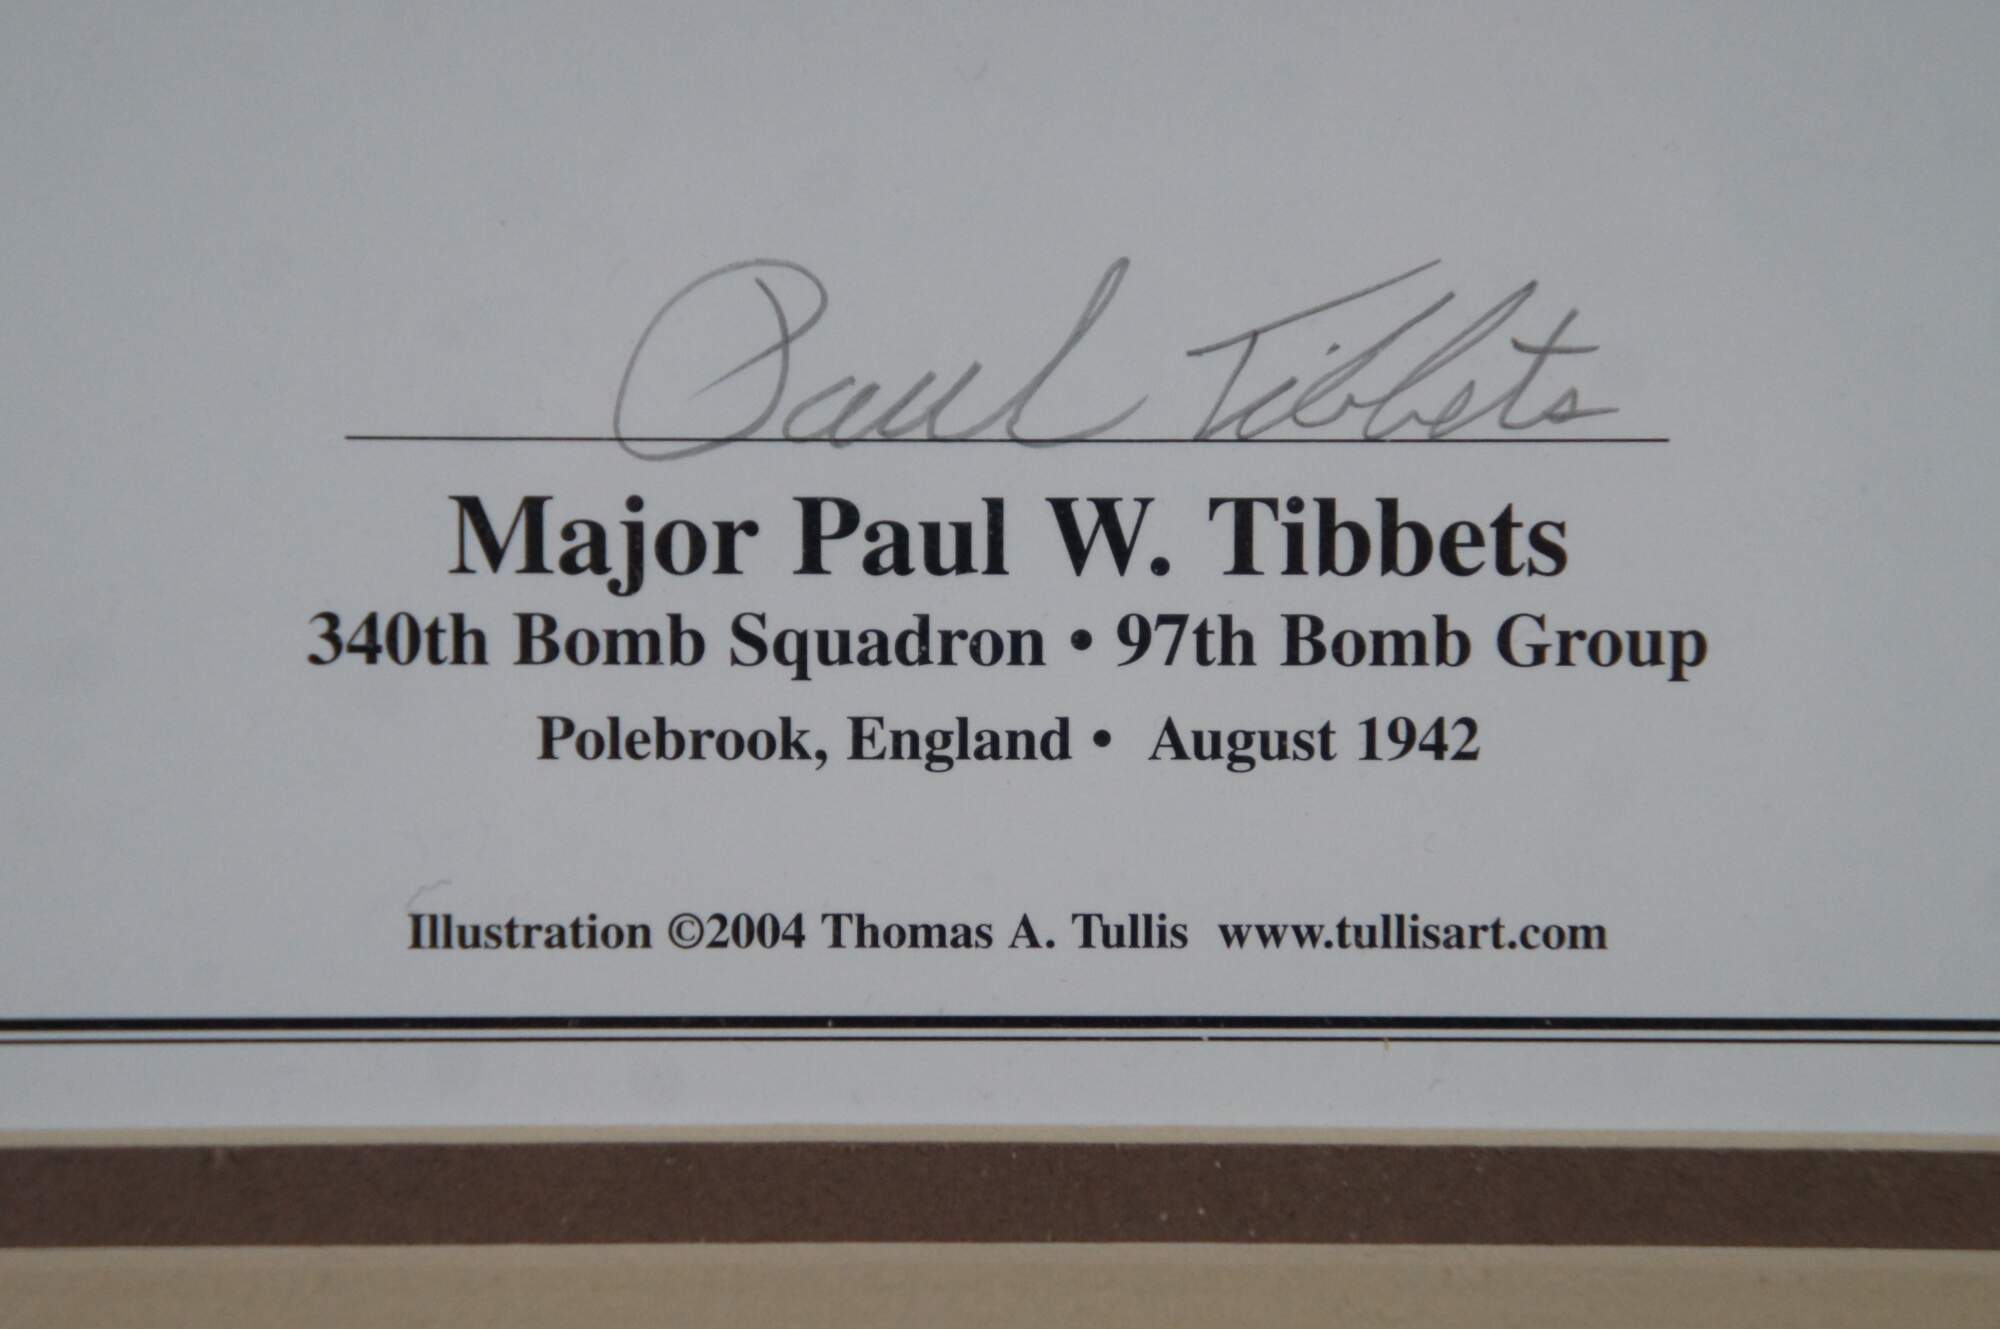 Paul Tibbets
Major Paul W. Tibbets
340th Bomb Squadron • 97th Bomb Group
Polebrook, England • August 1942
Illustration ©2004 Thomas A. Tullis www.tullisart.com